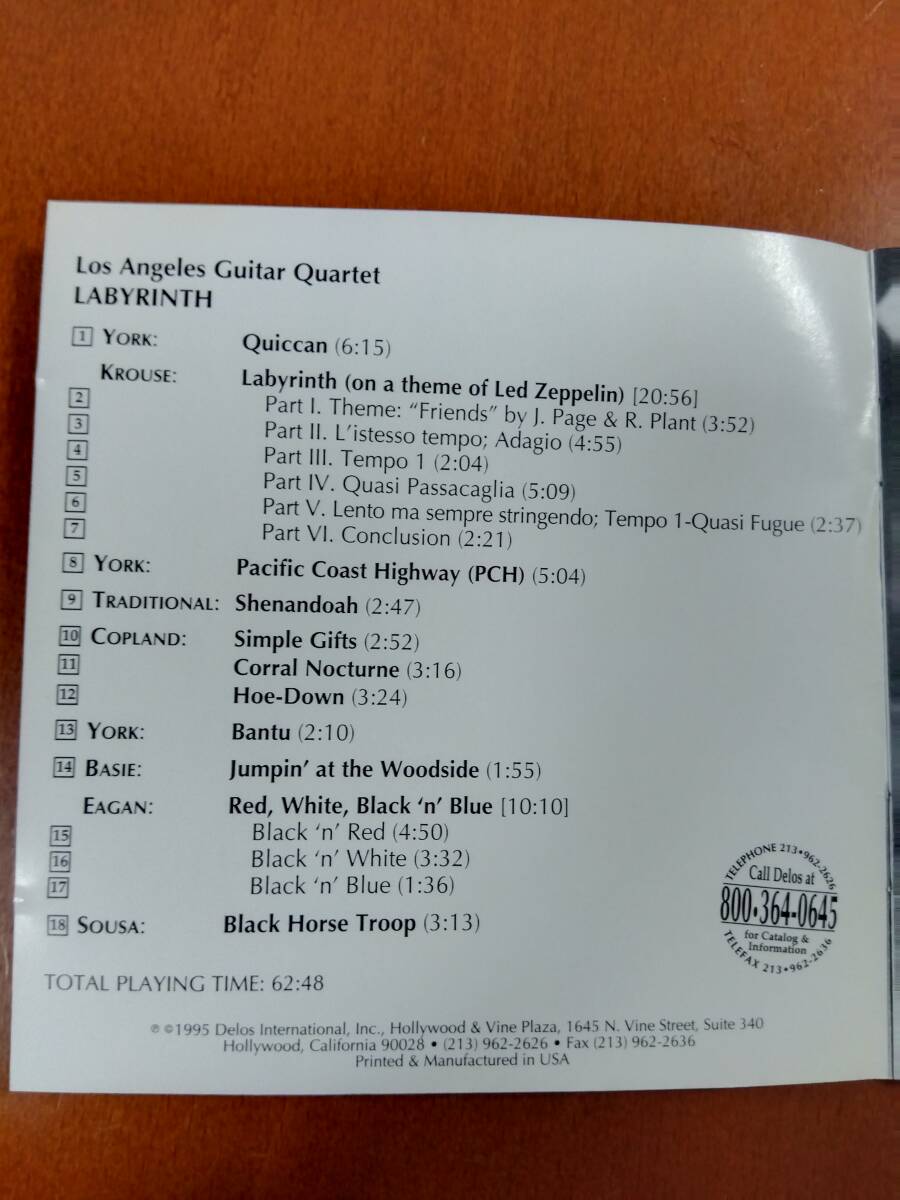 Los Angeles Guitar Quartet
LABYRINTH
1 YORK: Quiccan (6:15)
KROUSE: Labyrinth (on a theme of Led Zeppelin) [20:56]
2 Part I. Theme: “Friends” by J. Page & R. Plant (3:52)
3 Part II. L’istesso tempo; Adagio (4:55)
4 Part III. Tempo 1 (2:04)
5 Part IV. Quasi Passacaglia (5:09)
6 Part V. Lento ma sempre stringendo; Tempo 1-Quasi Fugue (2:37)
7 Part VI. Conclusion (2:21)
8 YORK: Pacific Coast Highway (PCH) (5:04)
9 TRADITIONAL: Shenandoah (2:47)
10 COPLAND: Simple Gifts (2:52)
11 Corral Nocturne (3:16)
12 Hoe-Down (3:24)
13 YORK: Bantu (2:10)
14 BASIE: Jumpin’ at the Woodside (1:55)
EAGAN: Red, White, Black ‘n’ Blue [10:10]
15 Black ‘n’ Red (4:50)
16 Black ‘n’ White (3:32)
17 Black ‘n’ Blue (1:36)
18 SOUSA: Black Horse Troop (3:13)
TELEPHONE 213•962-2626
Call Delos at
800•364-0645
for Catalog &
Information
TELEFAX 213•962-2636
TOTAL PLAYING TIME: 62:48
℗ ©1995 Delos International, Inc., Hollywood & Vine Plaza, 1645 N. Vine Street, Suite 340
Hollywood, California 90028 • (213) 962-2626 • Fax (213) 962-2636
Printed & Manufactured in USA